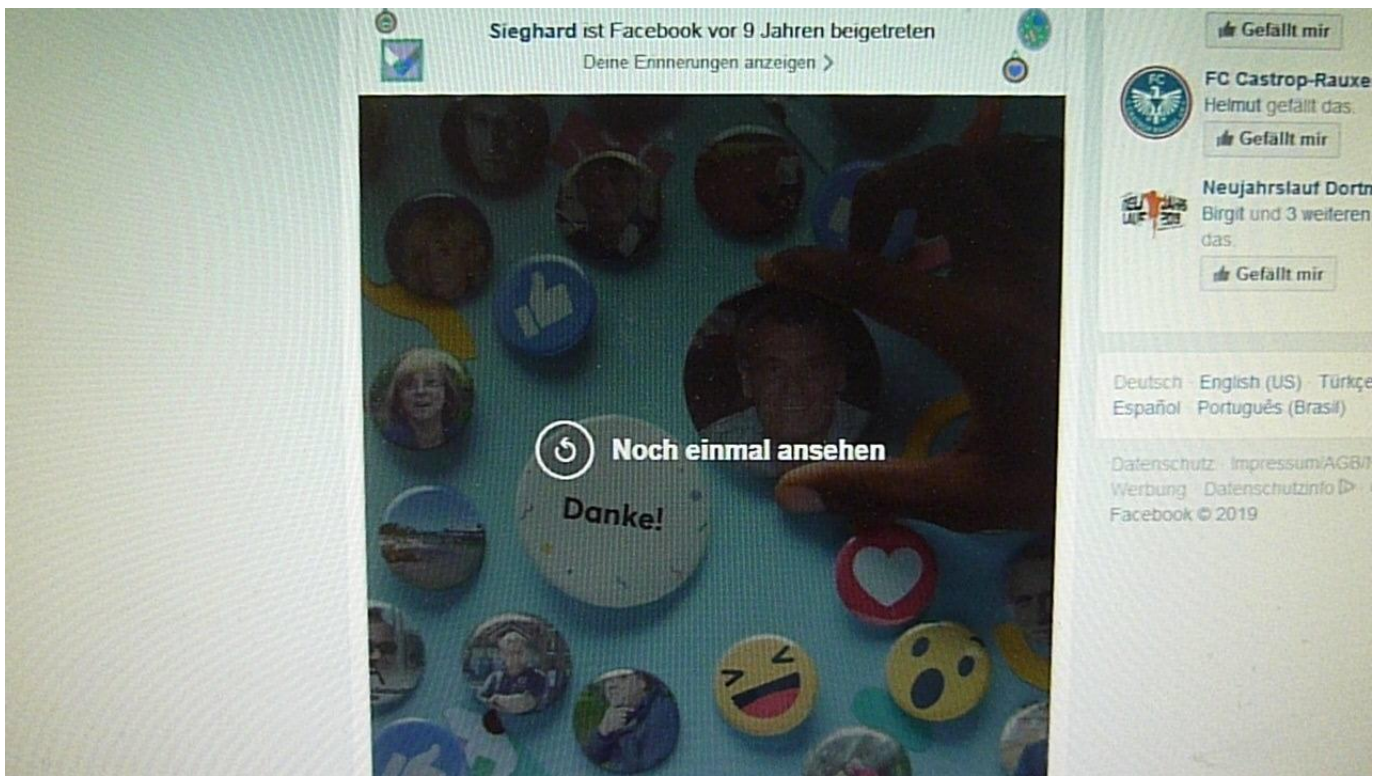 Sieghard ist Facebook vor 9 Jahren beigetreten
Deine Erinnerungen anzeigen
Noch einmal ansehen
Danke!
Gefällt mir
FC Castrop-Rauxe
Helmut gefällt das.
Gefällt mir
Neujahrslauf Dortm
Birgit und 3 weiteren
das.
Gefällt mir
Deutsch · English (US) · Türkçe
Español · Português (Brasil)
Datenschutz · Impressum/AGB/
Werbung · Datenschutzinfo
Facebook © 2019